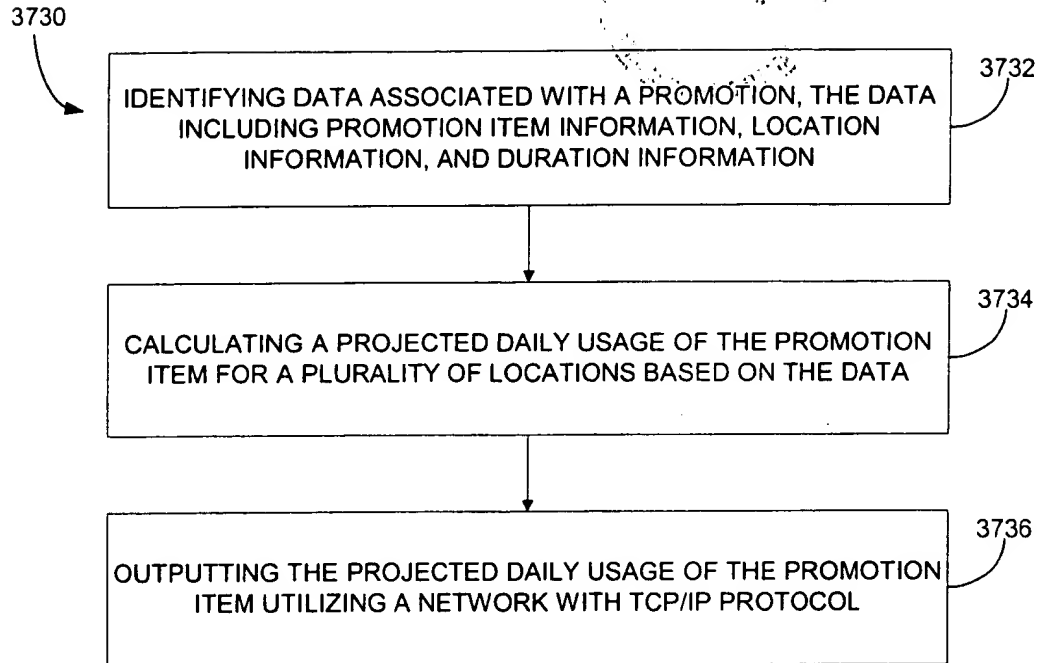 3730
3732
IDENTIFYING DATA ASSOCIATED WITH A PROMOTION, THE DATA
INCLUDING PROMOTION ITEM INFORMATION, LOCATION
INFORMATION, AND DURATION INFORMATION
3734
CALCULATING A PROJECTED DAILY USAGE OF THE PROMOTION
ITEM FOR A PLURALITY OF LOCATIONS BASED ON THE DATA
3736
OUTPUTTING THE PROJECTED DAILY USAGE OF THE PROMOTION
ITEM UTILIZING A NETWORK WITH TCP/IP PROTOCOL